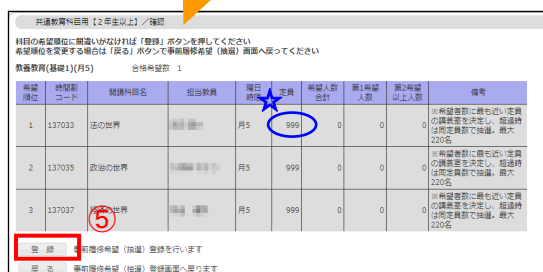 共通教育科目用【2年生以上】/確認
科目の希望順位に間違いがなければ「登録」ボタンを押してください
希望順位を変更する場合は「戻る」ボタンで事前履修希望(抽選)画面へ戻ってください
教養教育(基礎1)(月5) 合格希望数 1
希望順位 時間割コード 開講科目名 担当教員 曜日時限 定員 希望人数合計 第1希望人数 第2希望以上人数 備考
1 137033 法の世界 月5 999 0 0 0 ※希望者数に最も近い定員の講義室を決定し、超過時は同定員数で抽選。最大220名
2 137035 政治の世界 月5 999 0 0 0 ※希望者数に最も近い定員の講義室を決定し、超過時は同定員数で抽選。最大220名
3 137037 の世界 月5 999 0 0 0 ※希望者数に最も近い定員の講義室を決定し、超過時は同定員数で抽選。最大220名
⑤
登 録 事前履修希望(抽選)登録を行います
戻 る 事前履修希望(抽選)登録画面へ戻ります